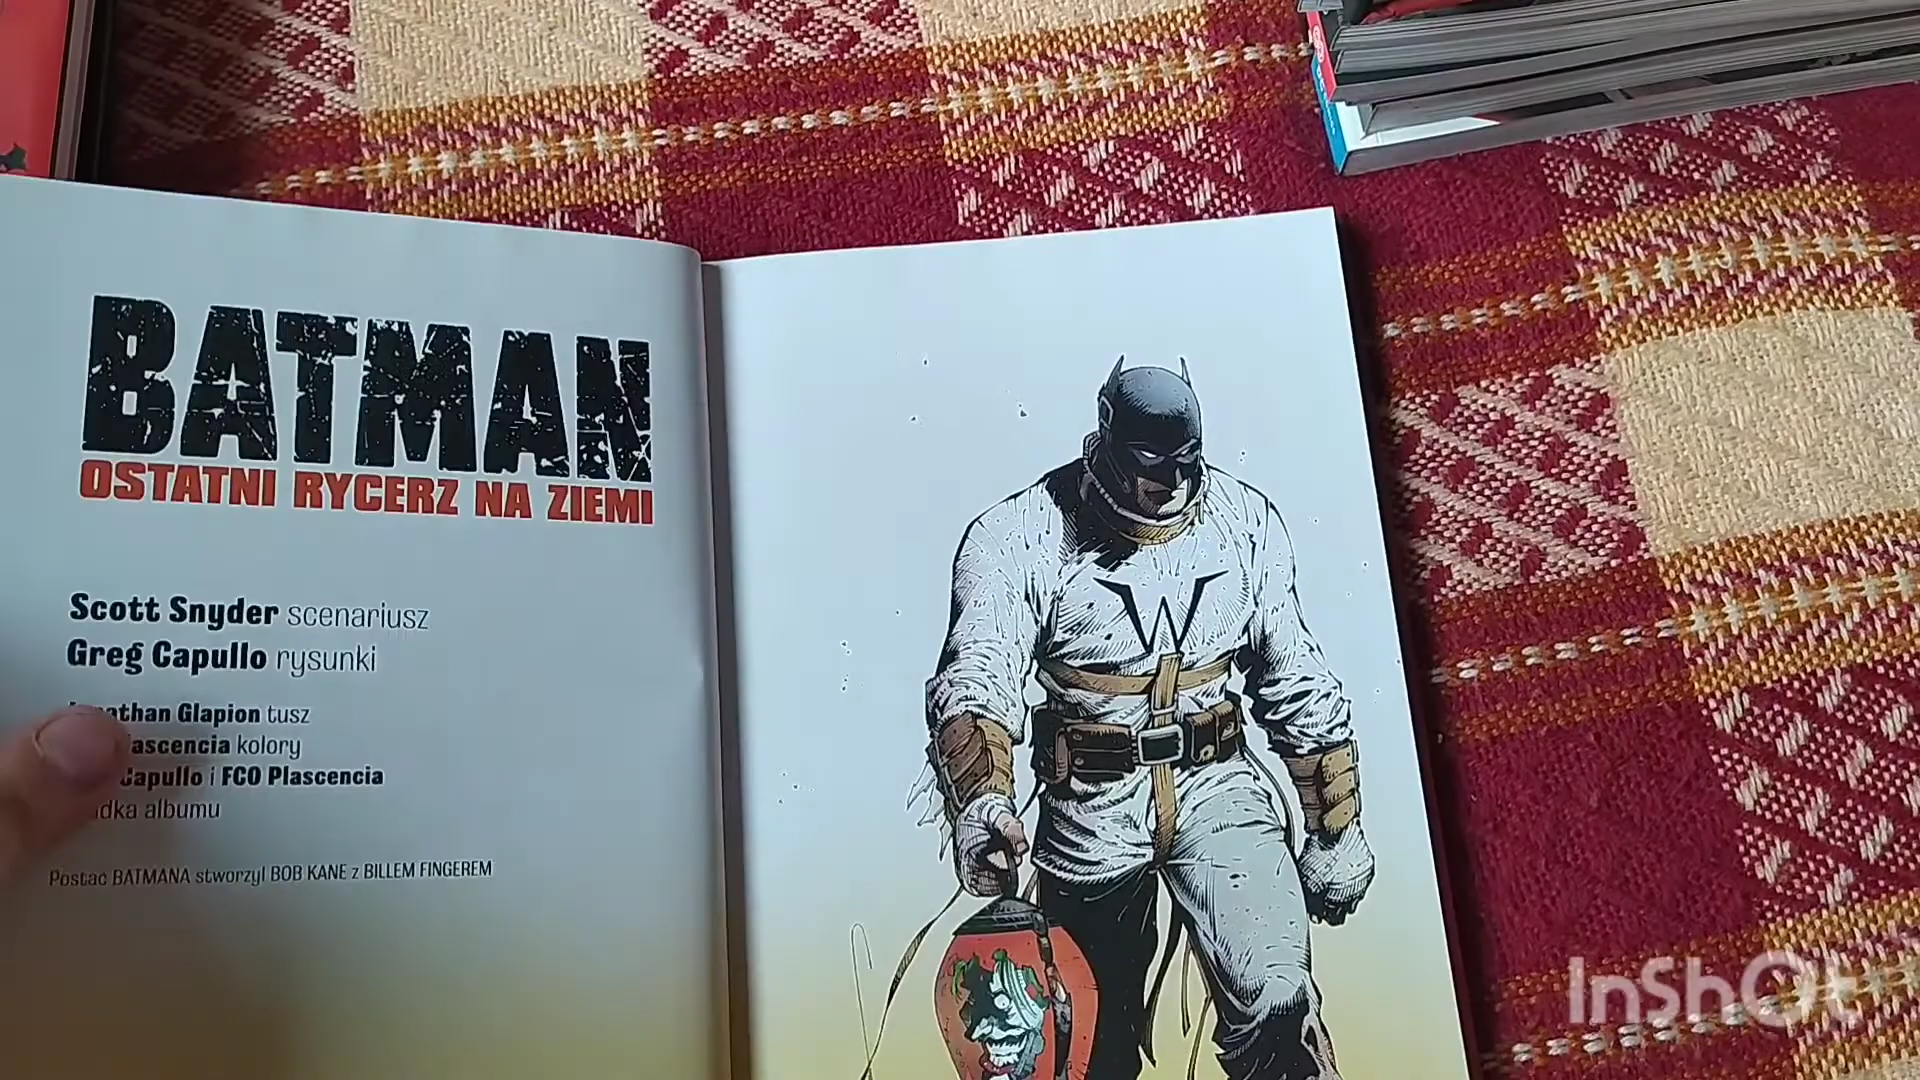 BATMAN
OSTATNI RYCERZ NA ZIEMI
Scott Snyder scenariusz
Greg Capullo rysunki
Glapion tusz
kolory
Capullo i FCO Plascencia
albumu
Postać BATMANA stworzył BOB KANE z BILLEM FINGEREM
W
InShOt